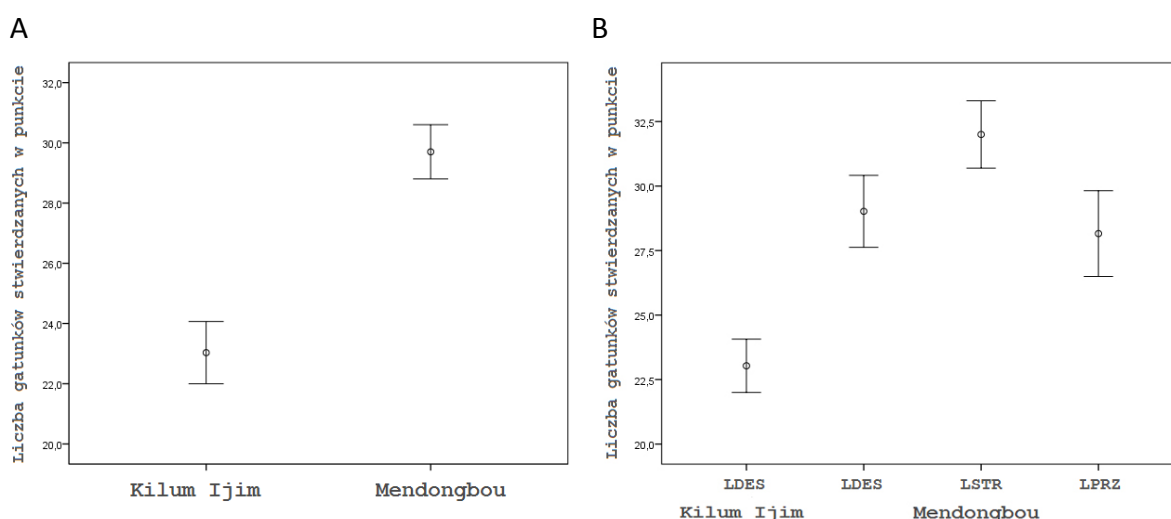 A
Liczba gatunków stwierdzanych w punkcie
32,0
30,0
28,0
26,0
24,0
22,0
20,0
Kilum Ijim Mendongbou
B
Liczba gatunków stwierdzanych w punkcie
32,5
30,0
27,5
25,0
22,5
20,0
LDES LDES LSTR LPRZ
Kilum Ijim Mendongbou